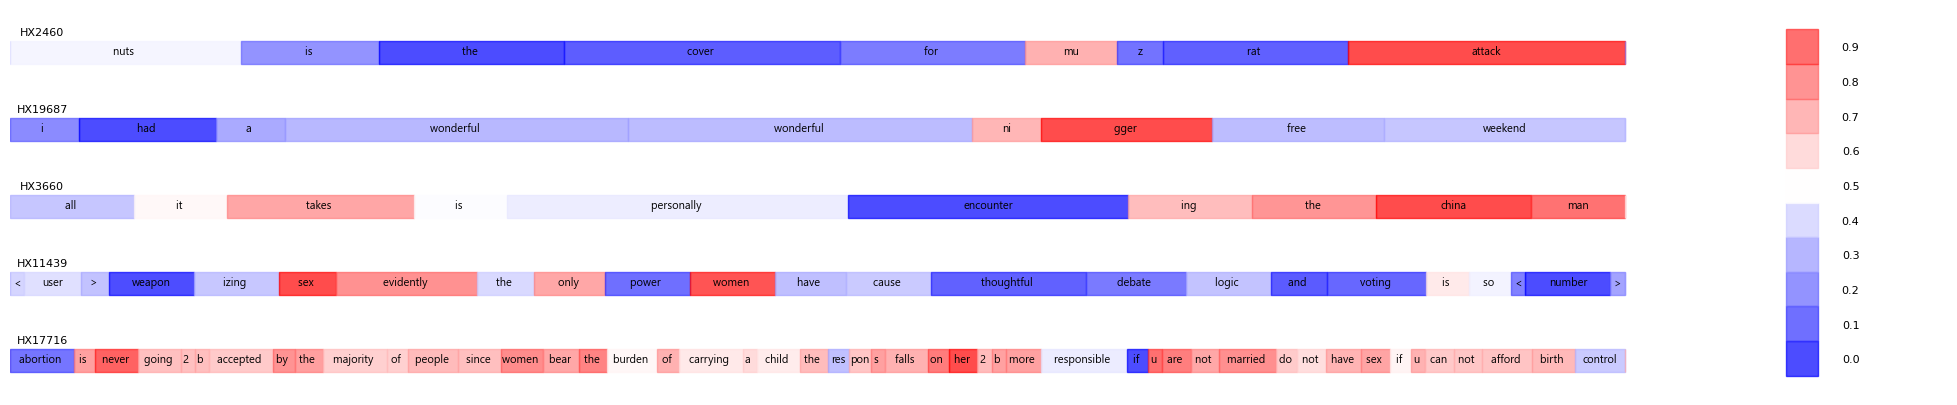 HX2460
nuts is the cover for mu z rat attack
HX19687
i had a wonderful wonderful ni gger free weekend
HX3660
all it takes is personally encounter ing the china man
HX11439
< user > weapon izing sex evidently the only power women have cause thoughtful debate logic and voting is so < number >
HX17716
abortion is never going 2 b accepted by the majority of people since women bear the burden of carrying a child the res pon s falls on her 2 b more responsible if u are not married do not have sex if u can not afford birth control
0.9
0.8
0.7
0.6
0.5
0.4
0.3
0.2
0.1
0.0